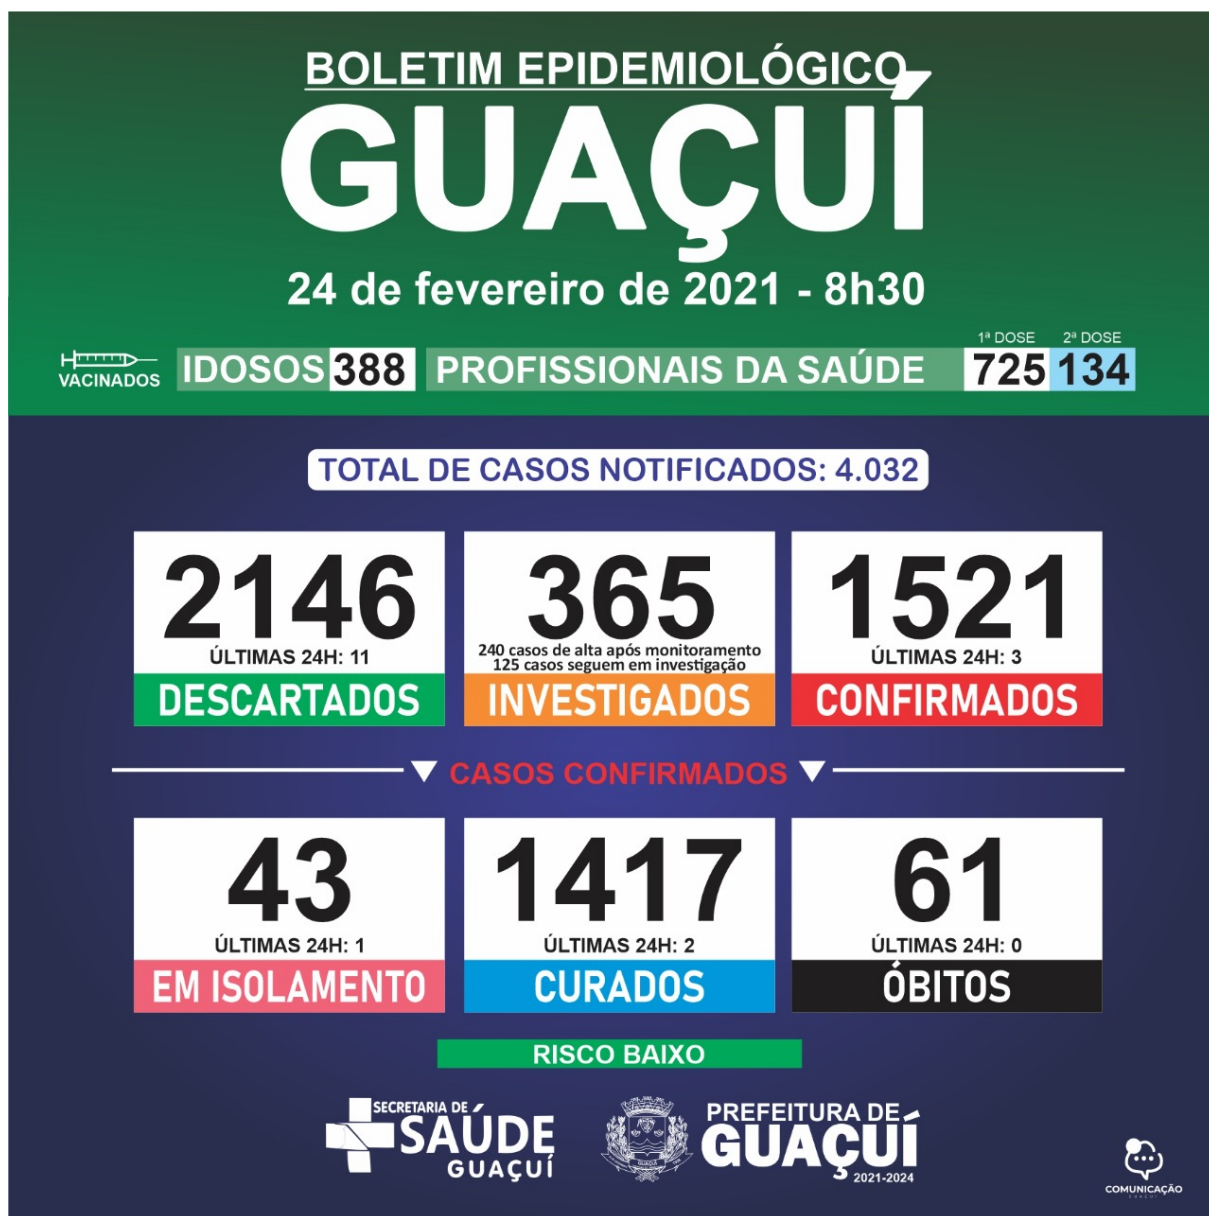 BOLETIM EPIDEMIOLÓGICO
GUAÇUÍ
24 de fevereiro de 2021 - 8h30
1ª DOSE 2ª DOSE
VACINADOS IDOSOS 388 PROFISSIONAIS DA SAÚDE 725 134
TOTAL DE CASOS NOTIFICADOS: 4.032
2146
ÚLTIMAS 24H: 11
DESCARTADOS
365
240 casos de alta após monitoramento
125 casos seguem em investigação
INVESTIGADOS
1521
ÚLTIMAS 24H: 3
CONFIRMADOS
CASOS CONFIRMADOS
43
ÚLTIMAS 24H: 1
EM ISOLAMENTO
1417
ÚLTIMAS 24H: 2
CURADOS
61
ÚLTIMAS 24H: 0
ÓBITOS
RISCO BAIXO
SECRETARIA DE
SAÚDE
GUAÇUÍ
PREFEITURA DE
GUAÇUÍ
2021-2024
COMUNICAÇÃO
GUAÇUÍ